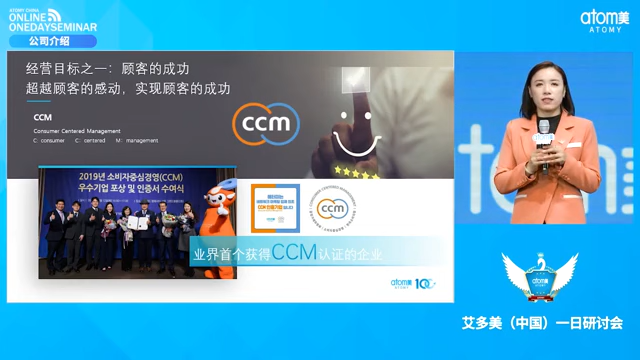 ATOMY CHINA
ONLINE
ONEDAYSEMINAR
公司介绍
atom美
ATOMY
经营目标之一：顾客的成功
超越顾客的感动，实现顾客的成功
CCM
Consumer Centered Management
C: consumer C: centered M: management
ccm
2019년 소비자중심경영(CCM)
우수기업 포상 및 인증서 수여식
CCM
ccm
业界首个获得CCM认证的企业
atom美
ATOMY
atom
艾多美（中国）一日研讨会